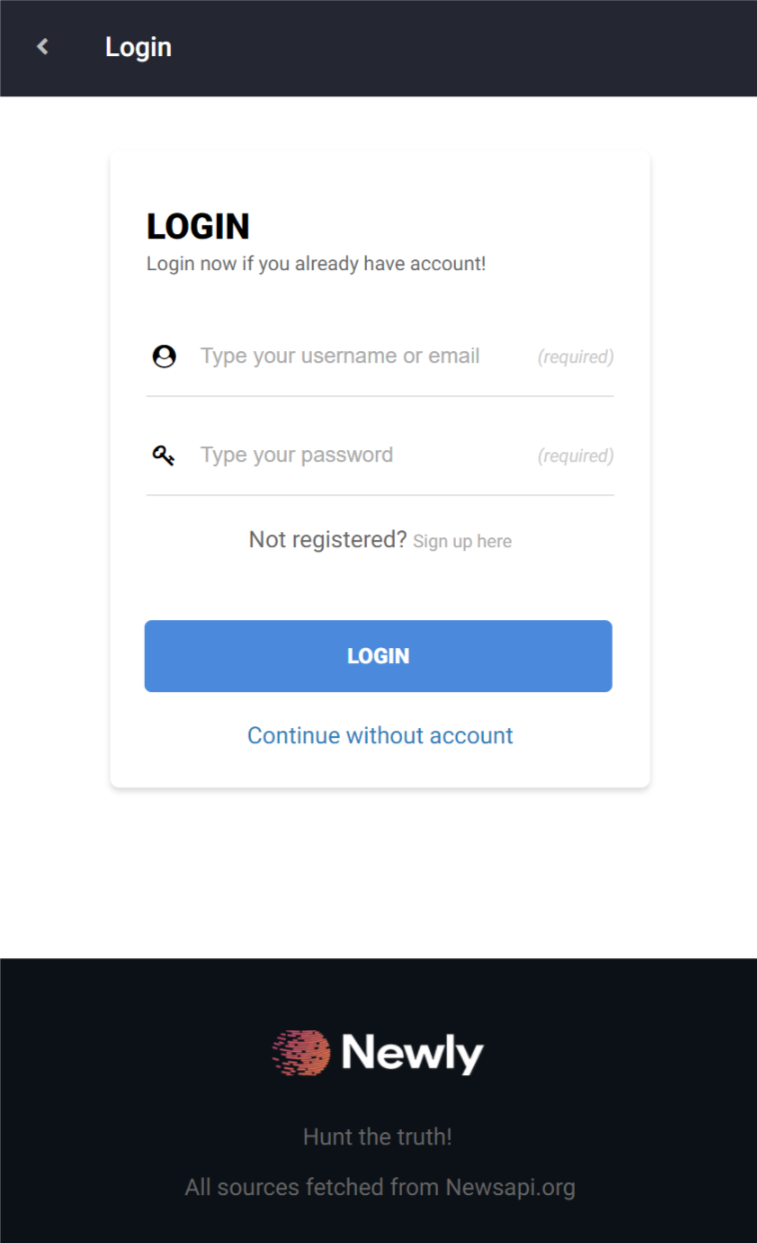 Login
LOGIN
Login now if you already have account!
Type your username or email (required)
Type your password (required)
Not registered? Sign up here
LOGIN
Continue without account
Newly
Hunt the truth!
All sources fetched from Newsapi.org